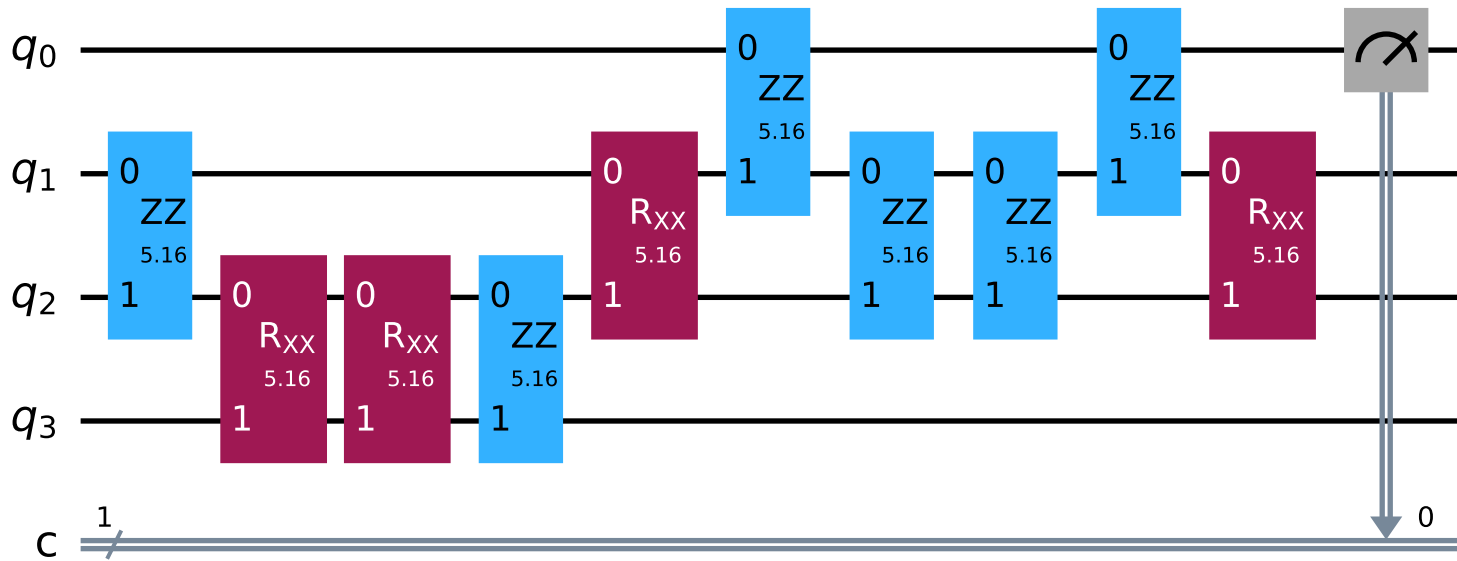 q0 0 ZZ 5.16 1 0 ZZ 5.16 1
q1 0 ZZ 5.16 1 0 RXX 5.16 1 0 ZZ 5.16 1 0 ZZ 5.16 1 0 RXX 5.16 1
q2 0 RXX 5.16 1 0 RXX 5.16 1 0 ZZ 5.16 1
q3
c 1 0